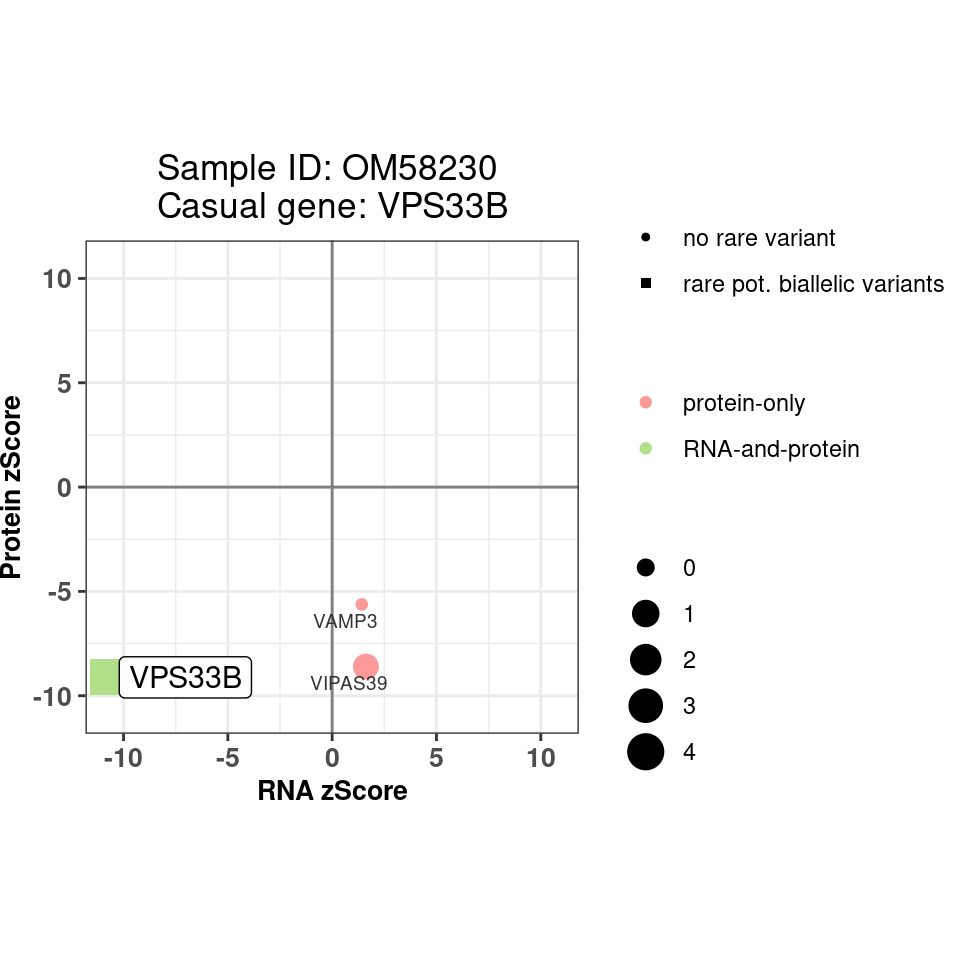 Sample ID: OM58230
Casual gene: VPS33B
no rare variant
rare pot. biallelic variants
protein-only
RNA-and-protein
0
1
2
3
4
Protein zScore
10
5
0
-5
-10
VAMP3
VPS33B
VIPAS39
-10
-5
0
5
10
RNA zScore